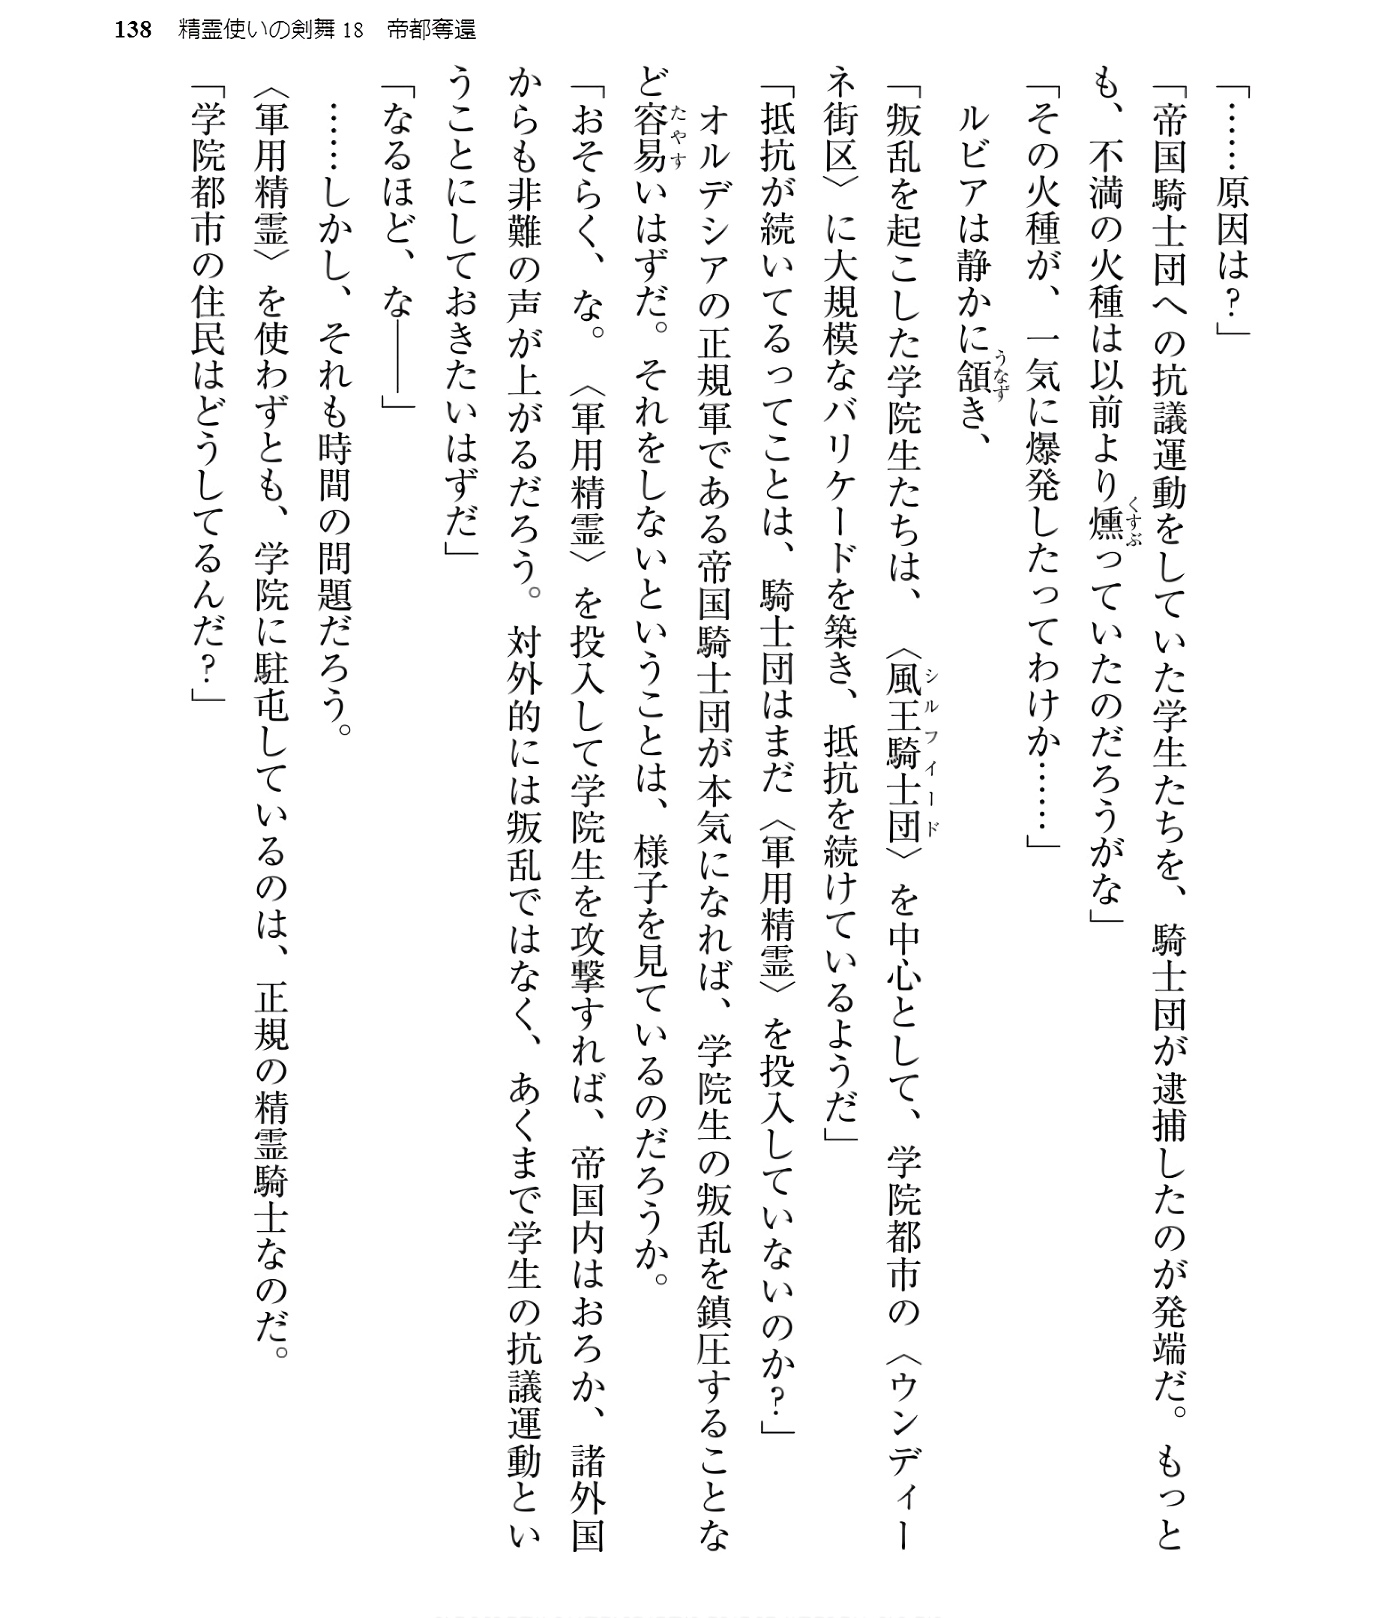 138　精霊使いの剣舞18　帝都奪還
「……原因は？」
「帝国騎士団への抗議運動をしていた学生たちを、騎士団が逮捕したのが発端だ。もっと
も、不満の火種は以前より燻っていたのだろうがな」
「その火種が、一気に爆発したってわけか……」
　ルビアは静かに頷き、
「叛乱を起こした学院生たちは、〈風王騎士団〉を中心として、学院都市の〈ウンディー
ネ街区〉に大規模なバリケードを築き、抵抗を続けているようだ」
「抵抗が続いてるってことは、騎士団はまだ〈軍用精霊〉を投入していないのか？」
　オルデシアの正規軍である帝国騎士団が本気になれば、学院生の叛乱を鎮圧することな
ど容易いはずだ。それをしないということは、様子を見ているのだろうか。
「おそらく、な。〈軍用精霊〉を投入して学院生を攻撃すれば、帝国内はおろか、諸外国
からも非難の声が上がるだろう。対外的には叛乱ではなく、あくまで学生の抗議運動とい
うことにしておきたいはずだ」
「なるほど、な――」
　……しかし、それも時間の問題だろう。
〈軍用精霊〉を使わずとも、学院に駐屯しているのは、正規の精霊騎士なのだ。
「学院都市の住民はどうしてるんだ？」
くすぶ
うなず
シルフィード
たやす